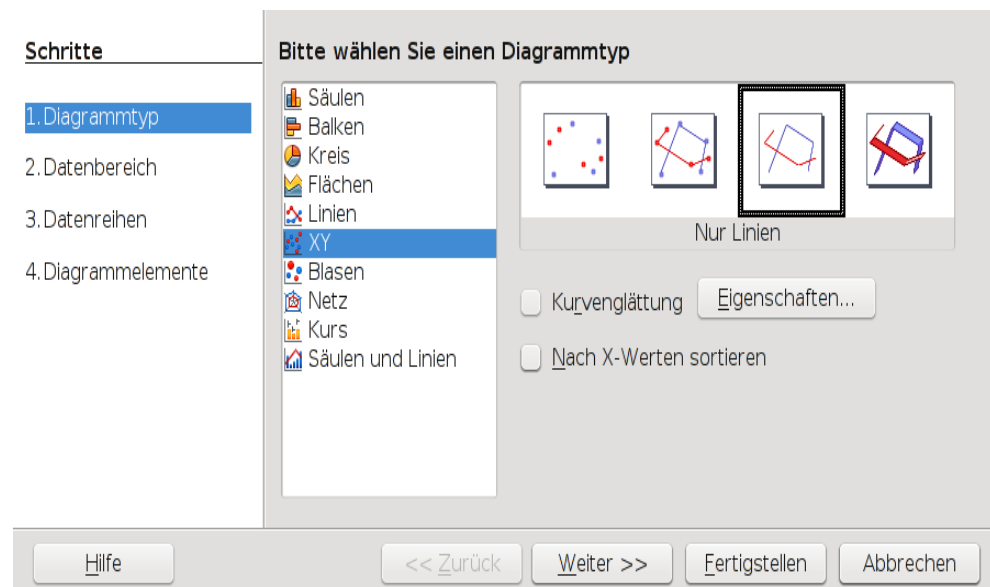 Schritte
1. Diagrammtyp
2. Datenbereich
3. Datenreihen
4. Diagrammelemente
Bitte wählen Sie einen Diagrammtyp
Säulen
Balken
Kreis
Flächen
Linien
XY
Blasen
Netz
Kurs
Säulen und Linien
Nur Linien
Kurvenglättung
Eigenschaften...
Nach X-Werten sortieren
Hilfe
<< Zurück
Weiter >>
Fertigstellen
Abbrechen